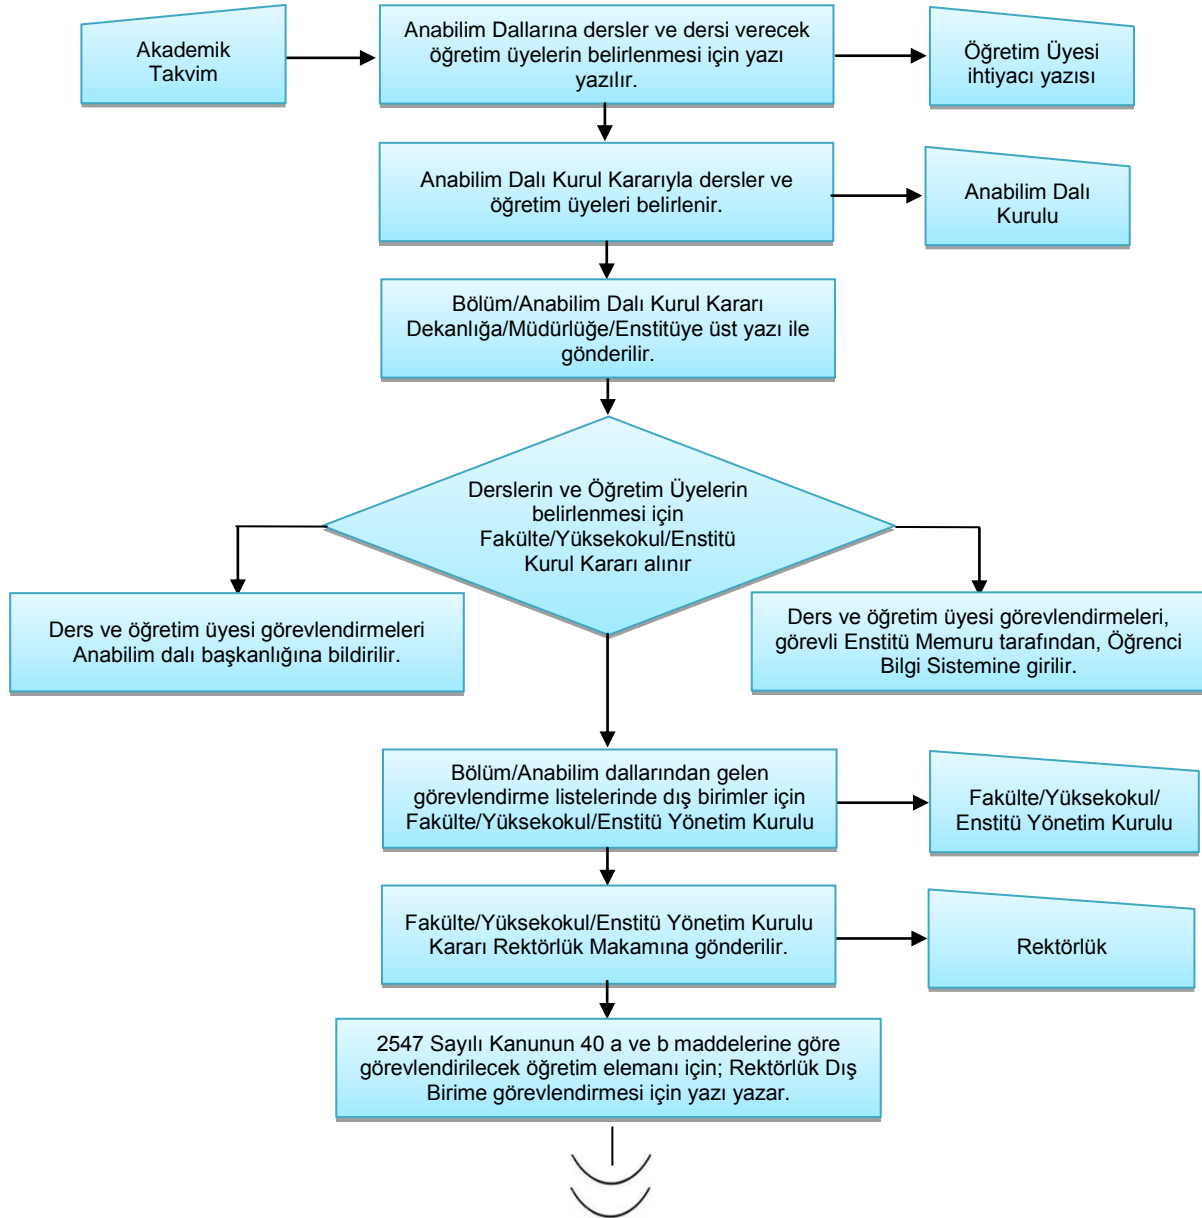 Akademik
Takvim
Anabilim Dallarına dersler ve dersi verecek
öğretim üyelerin belirlenmesi için yazı
yazılır.
Öğretim Üyesi
ihtiyacı yazısı
Anabilim Dalı Kurul Kararıyla dersler ve
öğretim üyeleri belirlenir.
Anabilim Dalı
Kurulu
Bölüm/Anabilim Dalı Kurul Kararı
Dekanlığa/Müdürlüğe/Enstitüye üst yazı ile
gönderilir.
Derslerin ve Öğretim Üyelerin
belirlenmesi için
Fakülte/Yüksekokul/Enstitü
Kurul Kararı alınır
Ders ve öğretim üyesi görevlendirmeleri
Anabilim dalı başkanlığına bildirilir.
Ders ve öğretim üyesi görevlendirmeleri,
görevli Enstitü Memuru tarafından, Öğrenci
Bilgi Sistemine girilir.
Bölüm/Anabilim dallarından gelen
görevlendirme listelerinde dış birimler için
Fakülte/Yüksekokul/Enstitü Yönetim Kurulu
Fakülte/Yüksekokul/
Enstitü Yönetim Kurulu
Fakülte/Yüksekokul/Enstitü Yönetim Kurulu
Kararı Rektörlük Makamına gönderilir.
Rektörlük
2547 Sayılı Kanunun 40 a ve b maddelerine göre
görevlendirilecek öğretim elemanı için; Rektörlük Dış
Birime görevlendirmesi için yazı yazar.